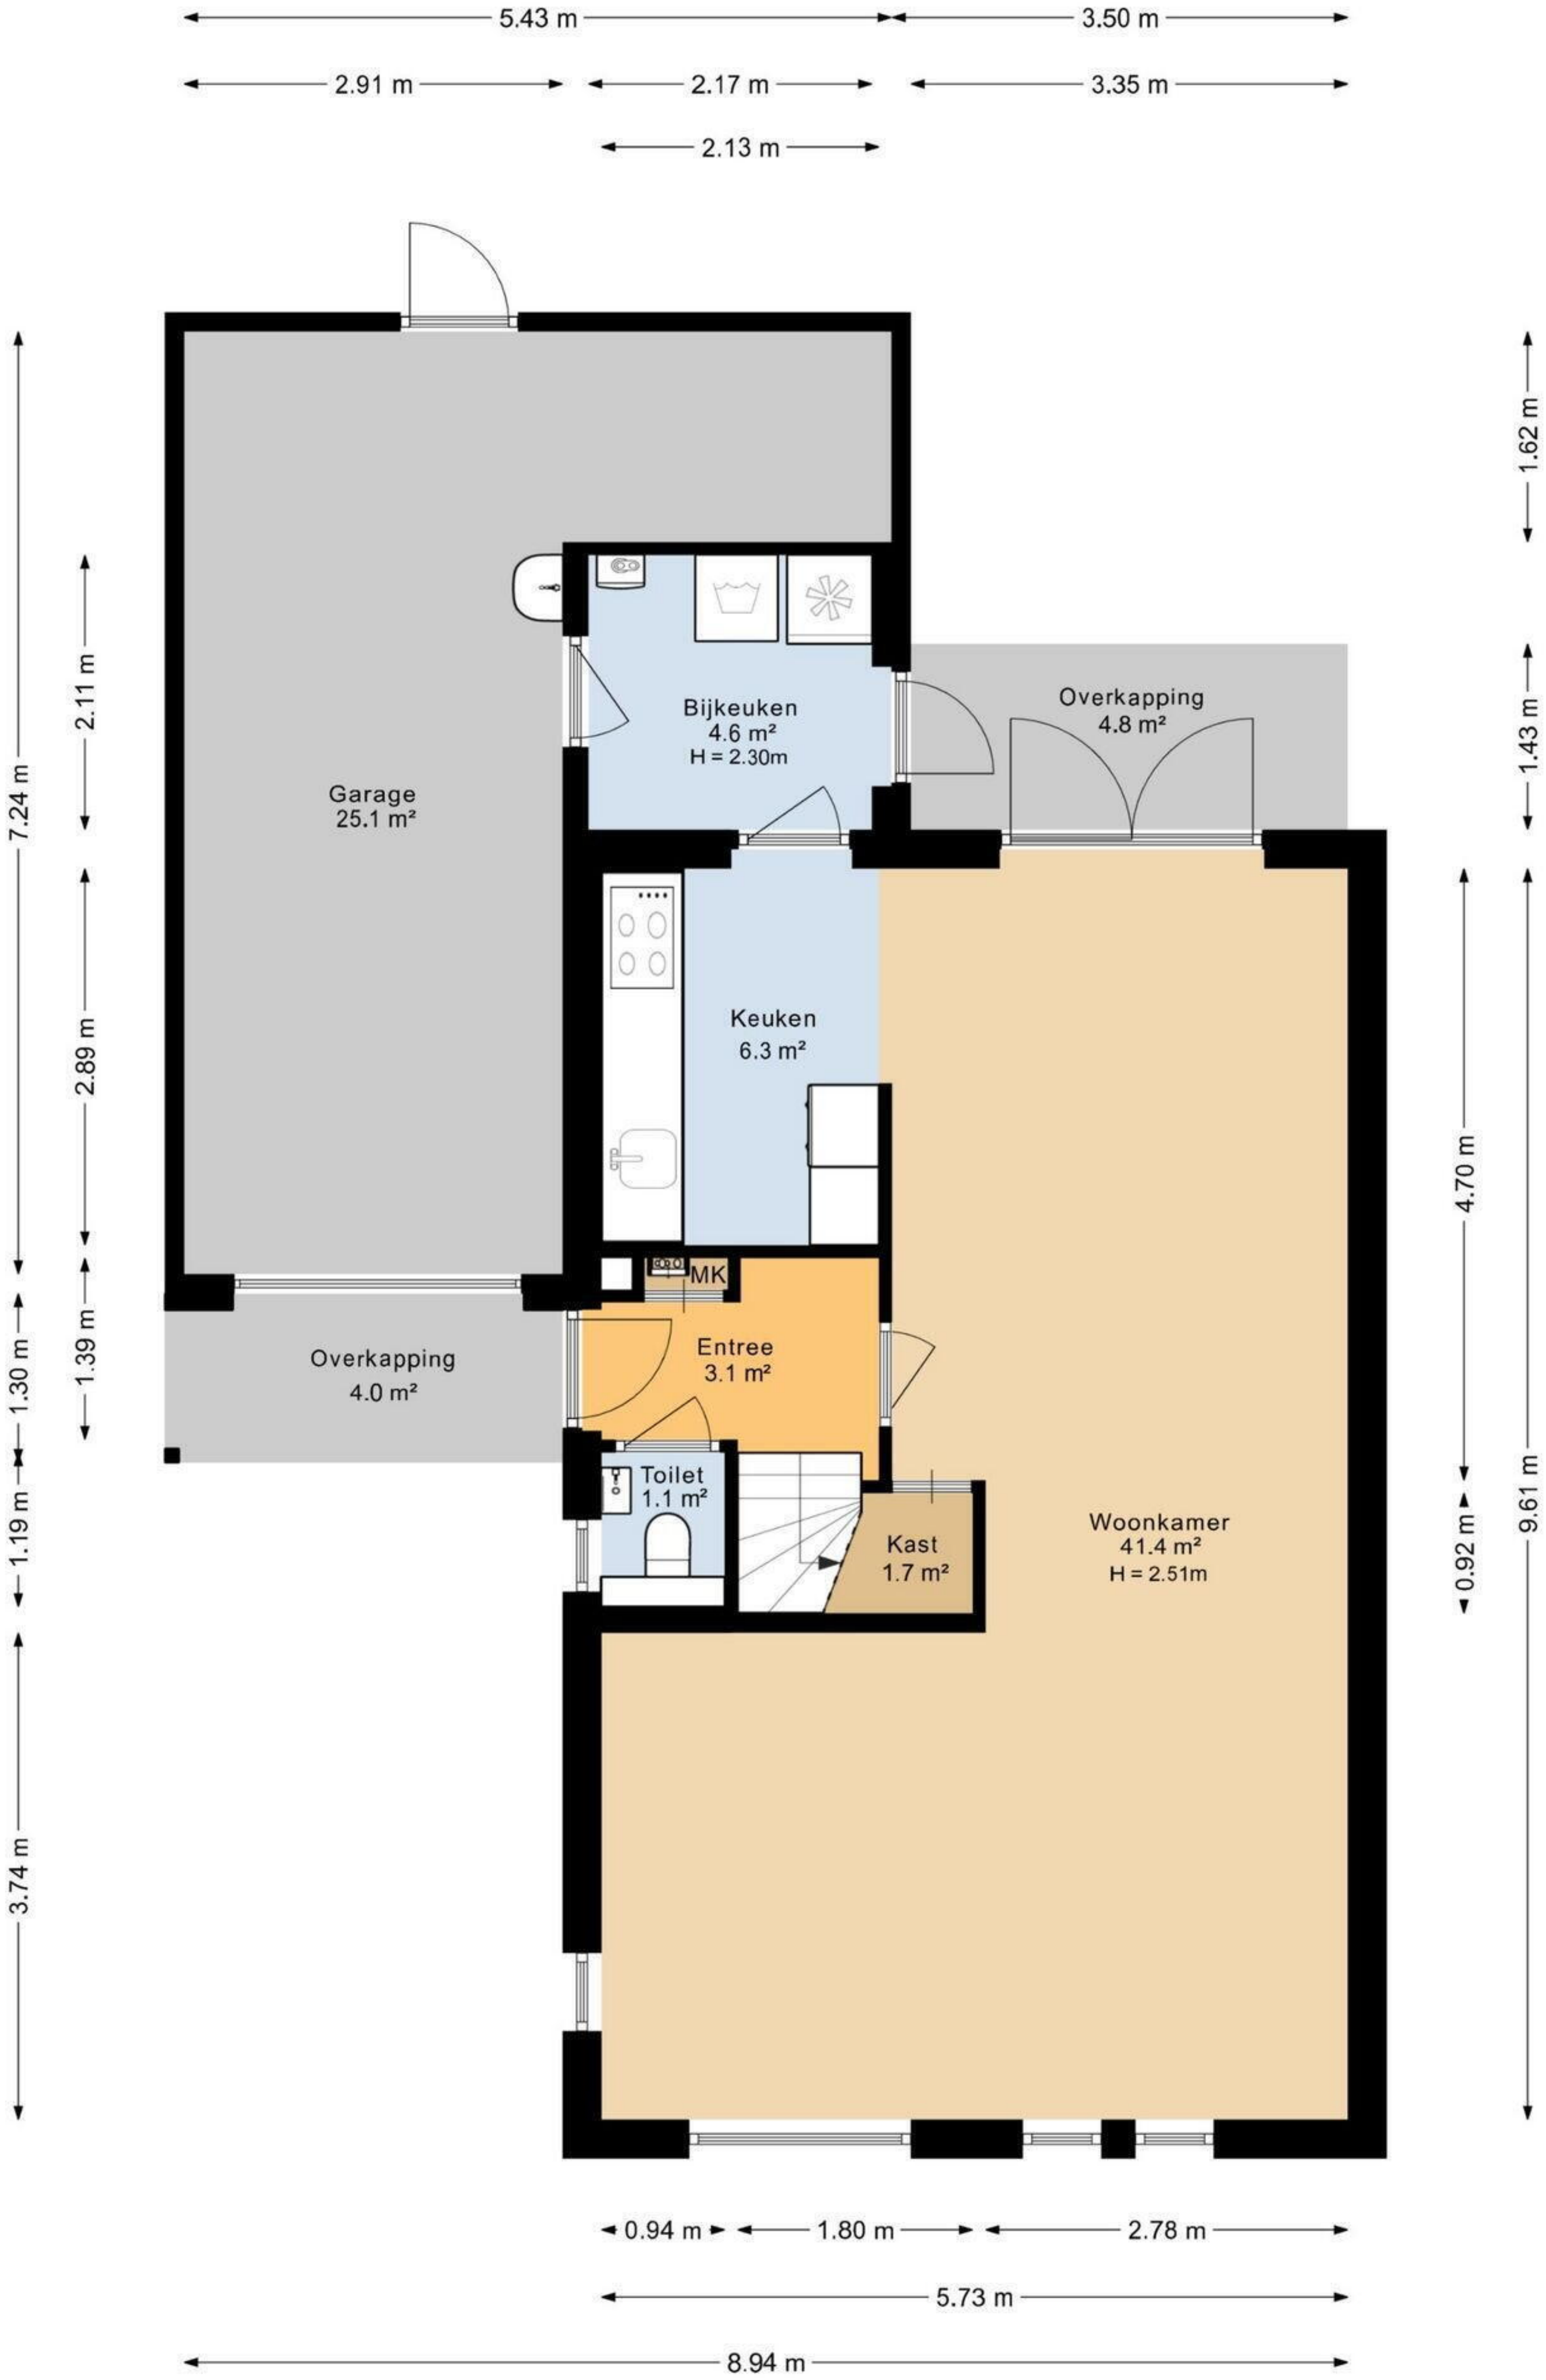 5.43 m
3.50 m
2.91 m
2.17 m
3.35 m
2.13 m
7.24 m
2.11 m
1.62 m
1.43 m
Bijkeuken
4.6 m²
H = 2.30m
Overkapping
4.8 m²
Garage
25.1 m²
Keuken
6.3 m²
2.89 m
4.70 m
9.61 m
MK
Entree
3.1 m²
Overkapping
4.0 m²
1.30 m
1.39 m
1.19 m
Toilet
1.1 m²
Kast
1.7 m²
Woonkamer
41.4 m²
H = 2.51m
0.92 m
3.74 m
0.94 m
1.80 m
2.78 m
5.73 m
8.94 m